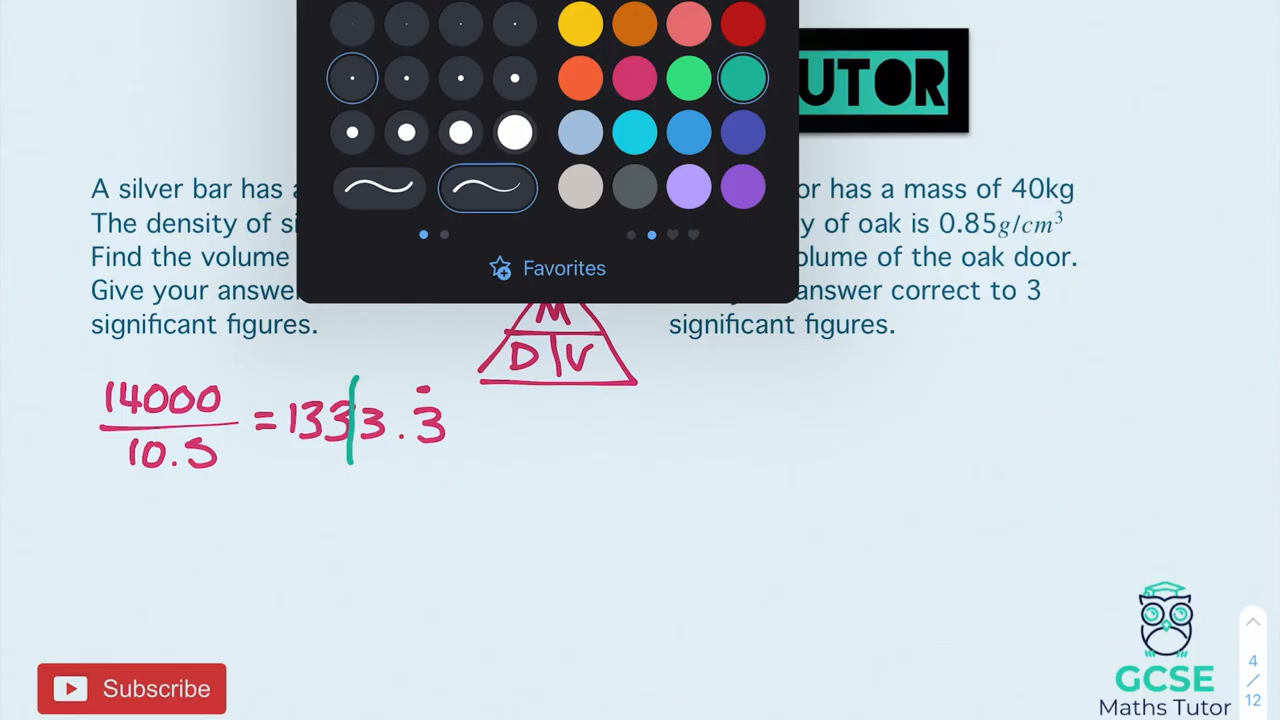 UTOR
A silver bar has a
The density of si
Find the volume
Give your answe
significant figures.
or has a mass of 40kg
y of oak is 0.85g/cm³
olume of the oak door.
answer correct to 3
significant figures.
Favorites
M
D V
14000
10.5
= 1333.3̇
Subscribe
GCSE
Maths Tutor
4
/
12